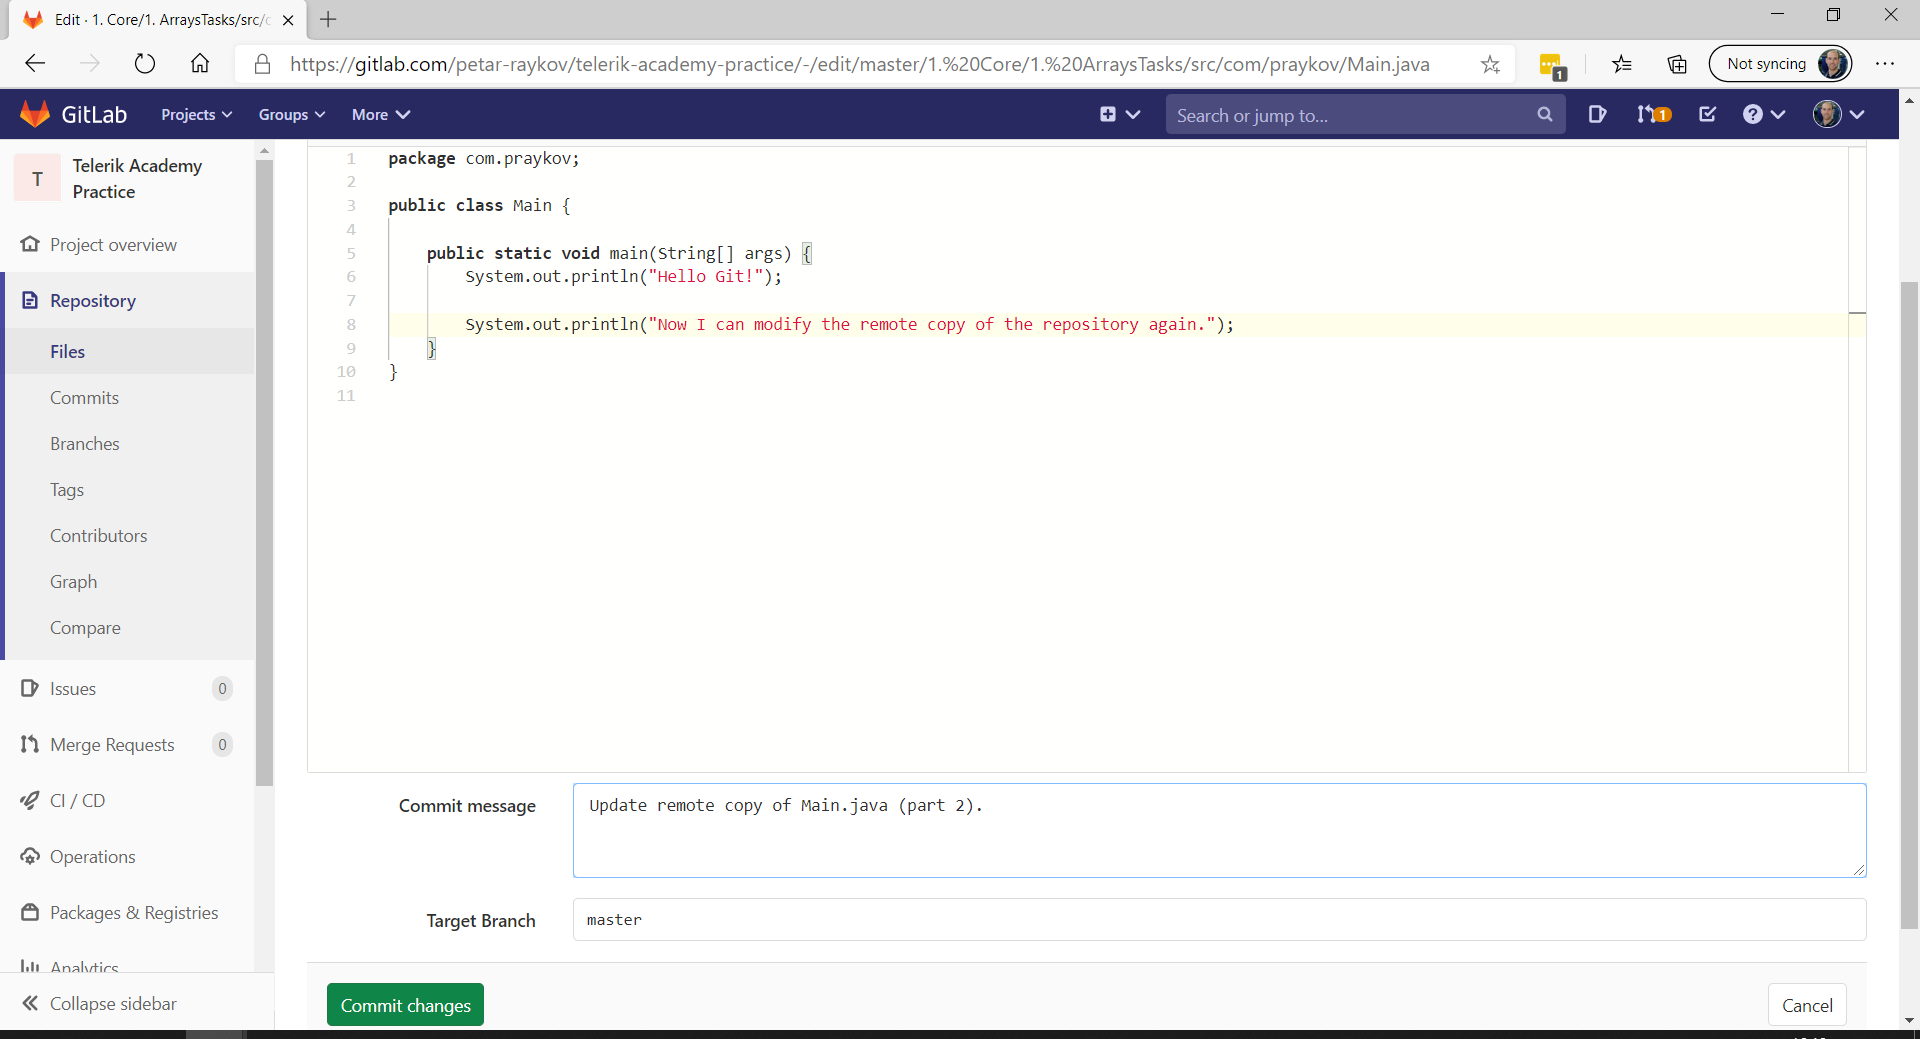 Edit · 1. Core/1. ArraysTasks/src/c
https://gitlab.com/petar-raykov/telerik-academy-practice/-/edit/master/1.%20Core/1.%20ArraysTasks/src/com/praykov/Main.java
1
Not syncing
GitLab
Projects
Groups
More
Search or jump to...
1
T
Telerik Academy
Practice
Project overview
Repository
Files
Commits
Branches
Tags
Contributors
Graph
Compare
Issues 0
Merge Requests 0
CI / CD
Operations
Packages & Registries
Analytics
Collapse sidebar
1 package com.praykov;
2
3 public class Main {
4
5 public static void main(String[] args) {
6 System.out.println("Hello Git!");
7
8 System.out.println("Now I can modify the remote copy of the repository again.");
9 }
10 }
11
Commit message
Update remote copy of Main.java (part 2).
Target Branch
master
Commit changes
Cancel